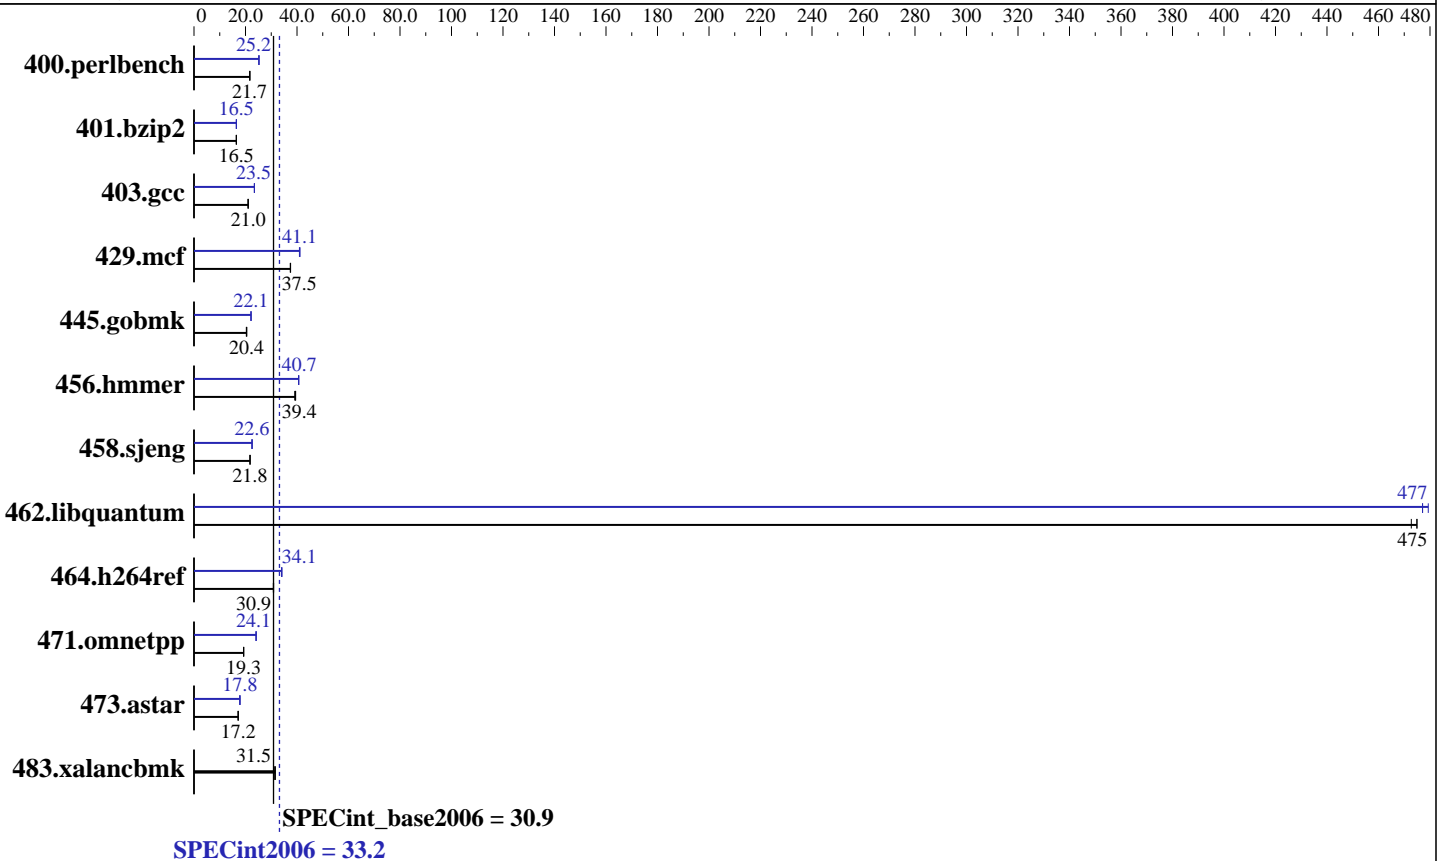 0 20.0 40.0 60.0 80.0 100 120 140 160 180 200 220 240 260 280 300 320 340 360 380 400 420 440 460 480
25.2
400.perlbench
21.7
16.5
401.bzip2
16.5
23.5
403.gcc
21.0
41.1
429.mcf
37.5
22.1
445.gobmk
20.4
40.7
456.hmmer
39.4
22.6
458.sjeng
21.8
477
462.libquantum
475
34.1
464.h264ref
30.9
24.1
471.omnetpp
19.3
17.8
473.astar
17.2
31.5
483.xalancbmk
SPECint_base2006 = 30.9
SPECint2006 = 33.2